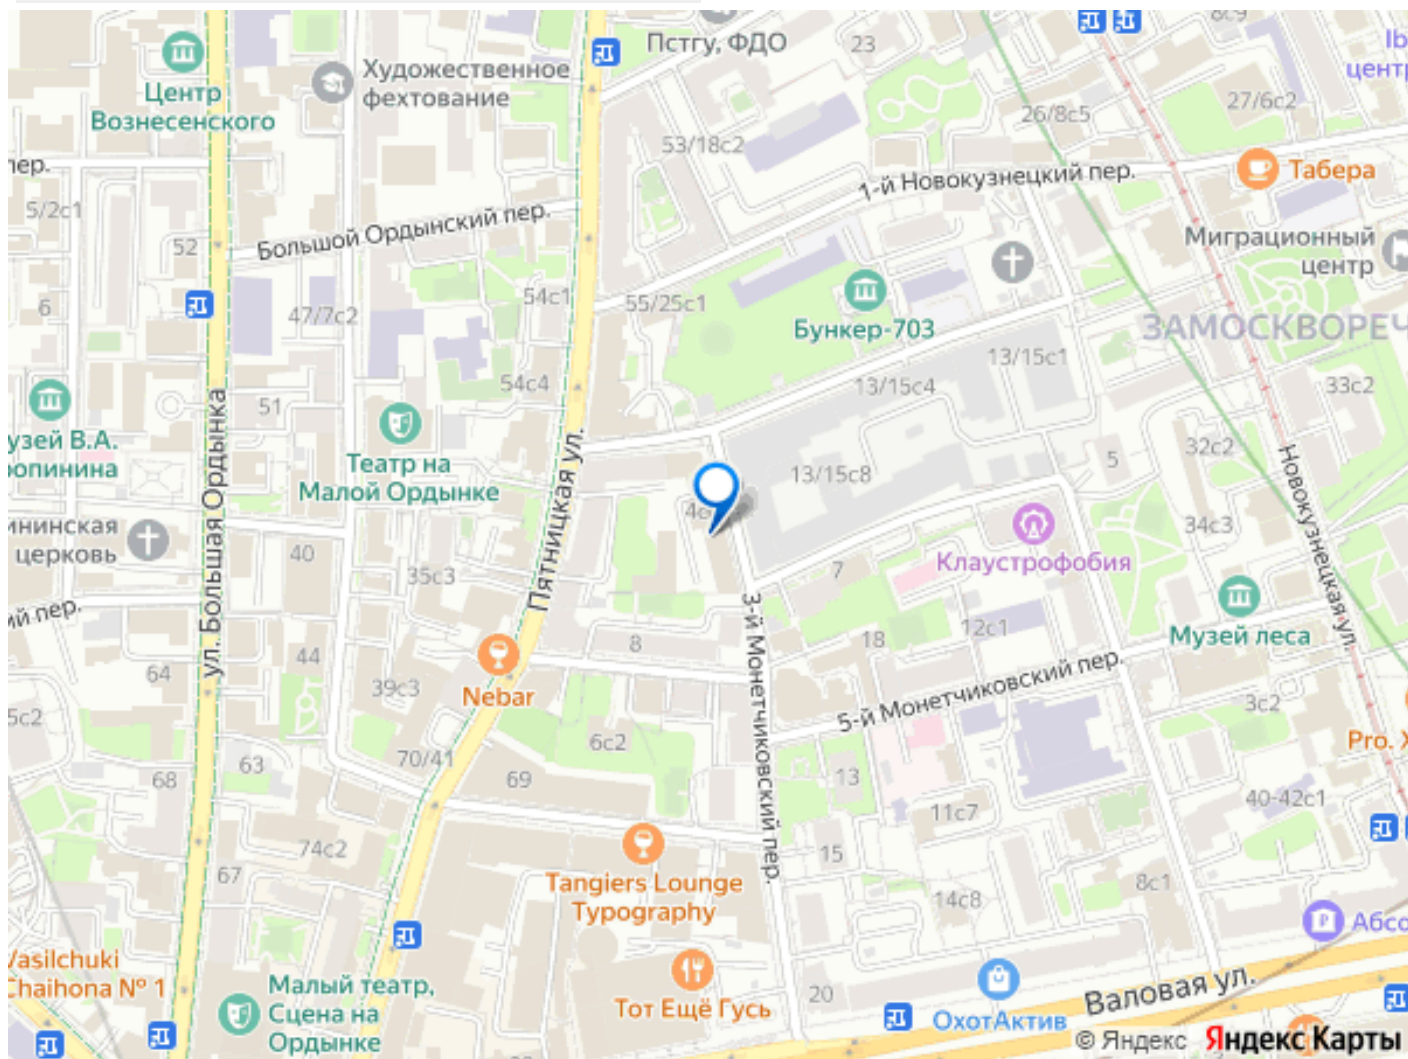 Пстгу, ФДО
23
8с9
Центр
Вознесенского
Художественное
фехтование
26/8с5
27/6с2
53/18с2
пер.
1-й Новокузнецкий пер.
Табера
5/2с1
Большой Ордынский пер.
52
Миграционный
центр
6
47/7с2
54с1
55/25с1
Бункер-703
ЗАМОСКВОРЕЧ
13/15с1
13/15с4
54с4
33с2
51
узей В.А.
опинина
Театр на
Малой Ордынке
ул. Большая Ордынка
Пятницкая ул.
13/15с8
5
32с2
Новокузнецкая ул.
34с3
ининская
церковь
40
35с3
Клаустрофобия
7
ий пер.
3-й Монетчиковский пер.
12с1
18
8
Музей леса
64
44
39с3
Nebar
5-й Монетчиковский пер.
3с2
5с2
6с2
70/41
63
68
69
13
Pro. X
11с7
40-42с1
74с2
67
15
Tangiers Lounge
Typography
14с8
8с1
Абсо
Vasilchuki
Chaihona № 1
Малый театр,
Сцена на
Ордынке
Тот Ещё Гусь
20
ОхотАктив
Валовая ул.
© Яндекс Яндекс Карты